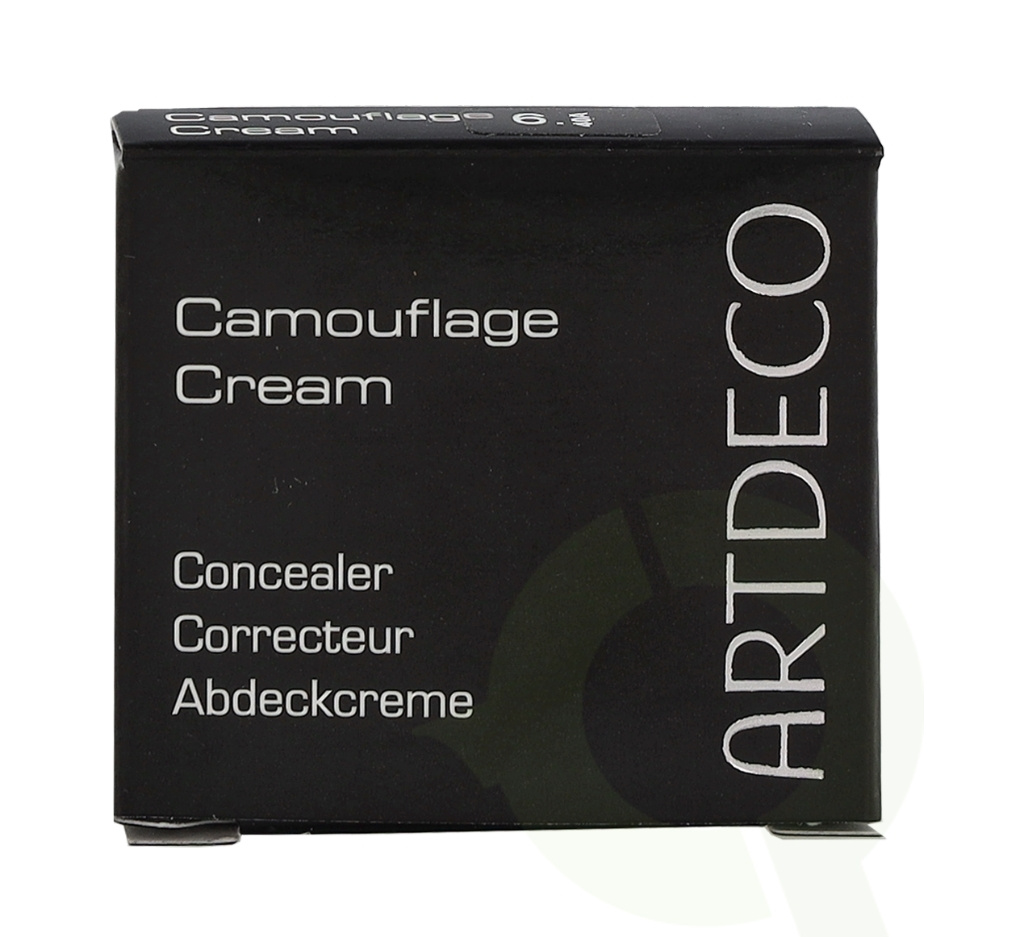 Camouflage 6.
Cream
Camouflage
Cream
Concealer
Correcteur
Abdeckcreme
ARTDECO